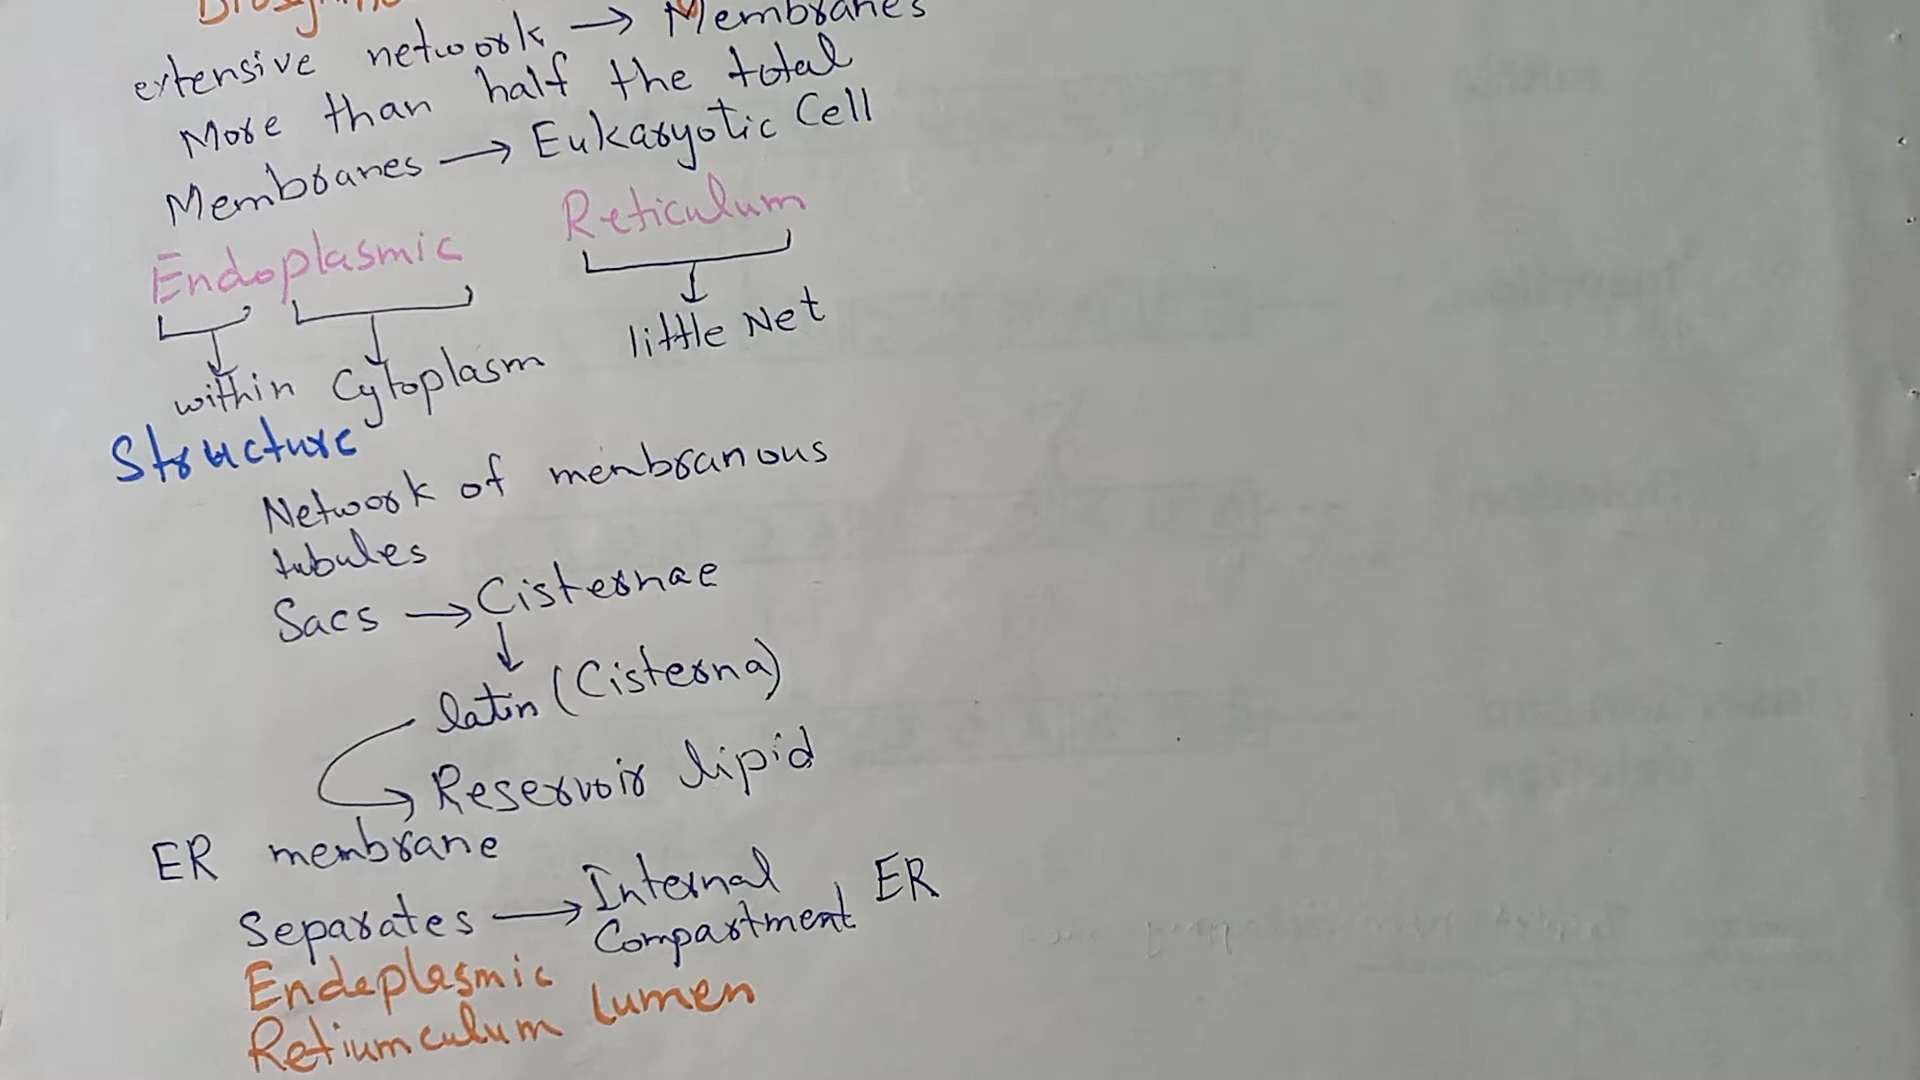 extensive network → Membranes
More than half the total
Membranes → Eukaryotic Cell
Endoplasmic Reticulum
within Cytoplasm little Net
Structure
Network of membranous
tubules
Sacs → Cisternae
↓
latin (Cisterna)
→ Reservoir lipid
ER membrane
Separates → Internal Compartment ER
Endeplasmic
Retiumculum lumen